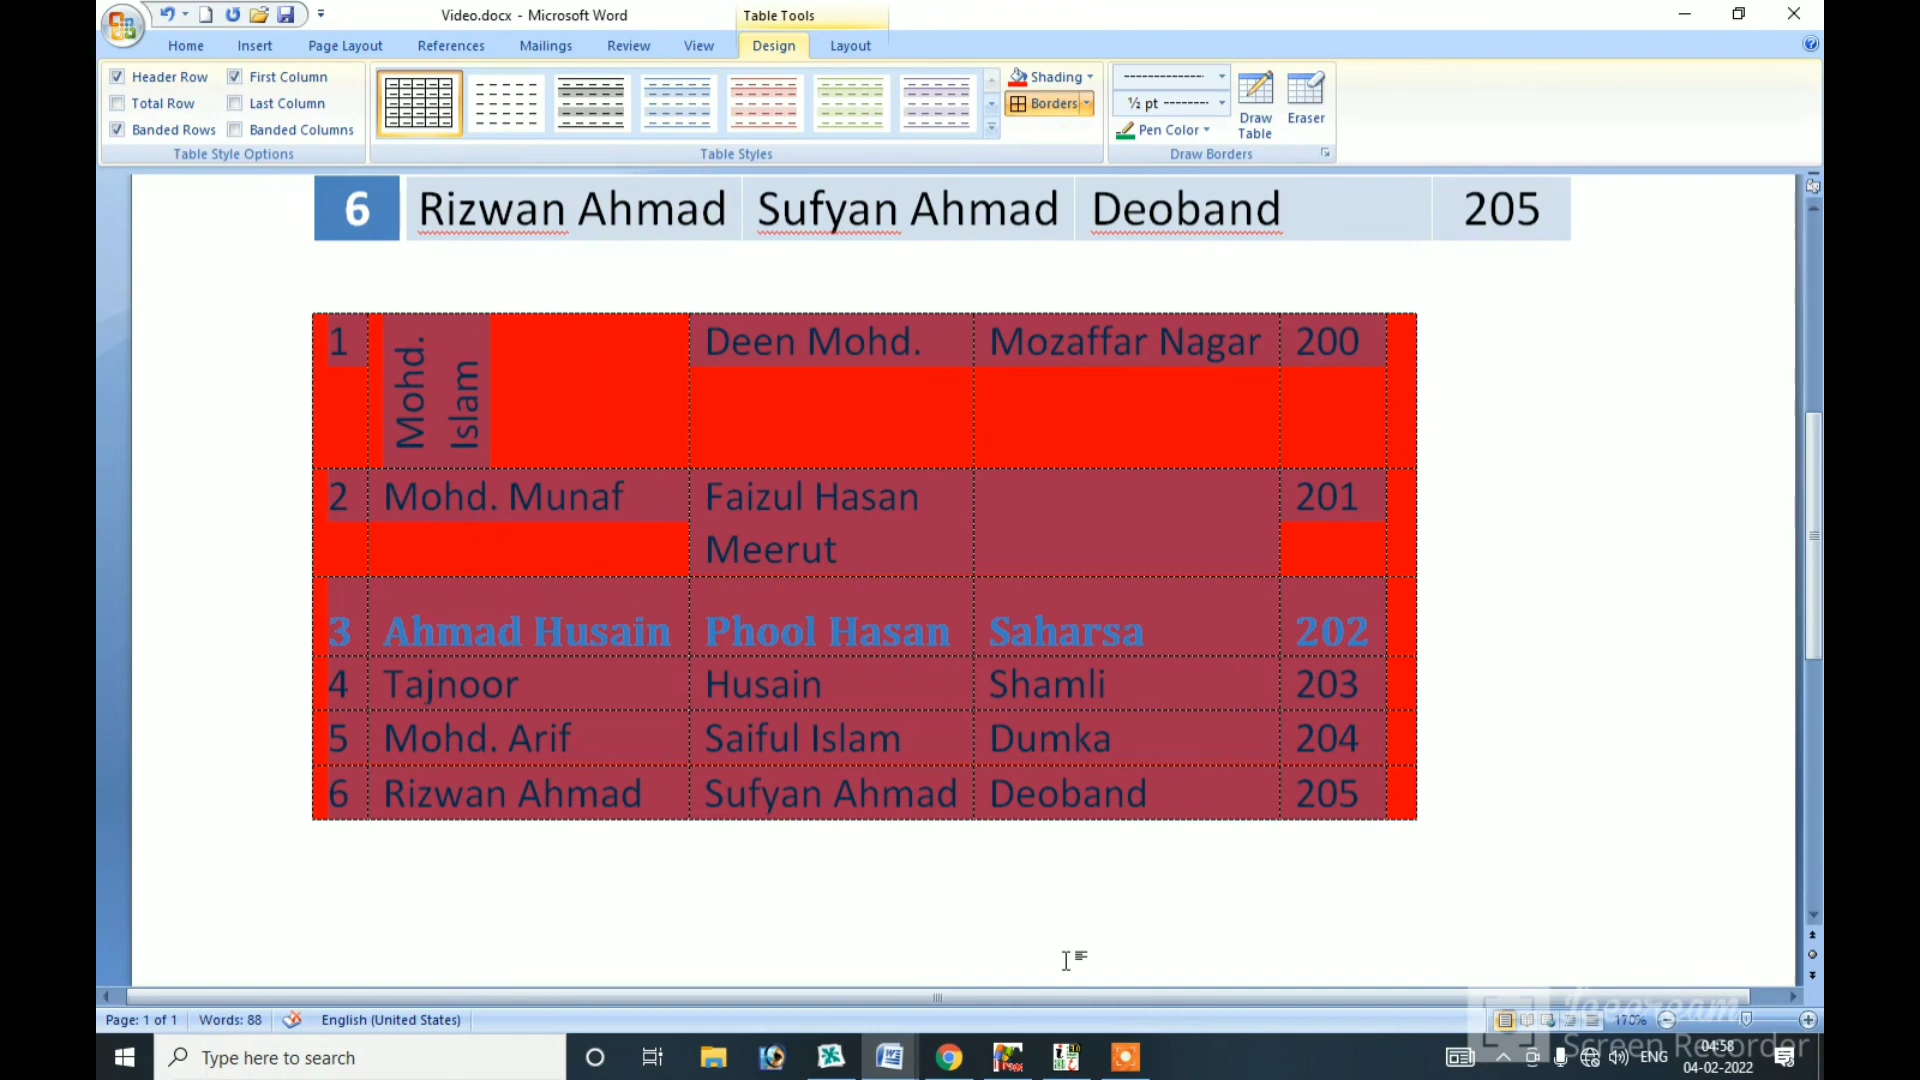 Video.docx - Microsoft Word
Table Tools
Home Insert Page Layout References Mailings Review View Design Layout
Header Row First Column
Total Row Last Column
Banded Rows Banded Columns
Table Style Options
Table Styles
Shading
Borders
½ pt
Pen Color
Draw Table
Eraser
Draw Borders
6 Rizwan Ahmad Sufyan Ahmad Deoband 205
1 Mohd. Islam Deen Mohd. Mozaffar Nagar 200
2 Mohd. Munaf Faizul Hasan 201
Meerut
3 Ahmad Husain Phool Hasan Saharsa 202
4 Tajnoor Husain Shamli 203
5 Mohd. Arif Saiful Islam Dumka 204
6 Rizwan Ahmad Sufyan Ahmad Deoband 205
Page: 1 of 1 Words: 88 English (United States)
170%
Icecream
Screen Recorder
Type here to search
ENG
04:58
04-02-2022